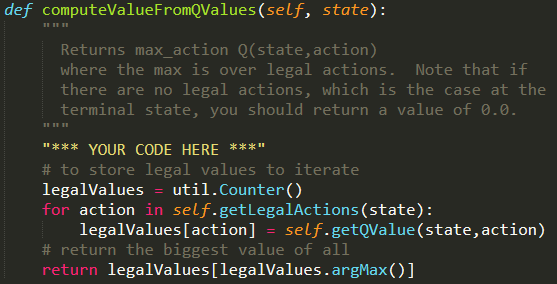 def computeValueFromQValues(self, state):
"""
Returns max_action Q(state,action)
where the max is over legal actions.  Note that if
there are no legal actions, which is the case at the
terminal state, you should return a value of 0.0.
"""
"*** YOUR CODE HERE ***"
# to store legal values to iterate
legalValues = util.Counter()
for action in self.getLegalActions(state):
legalValues[action] = self.getQValue(state,action)
# return the biggest value of all
return legalValues[legalValues.argMax()]